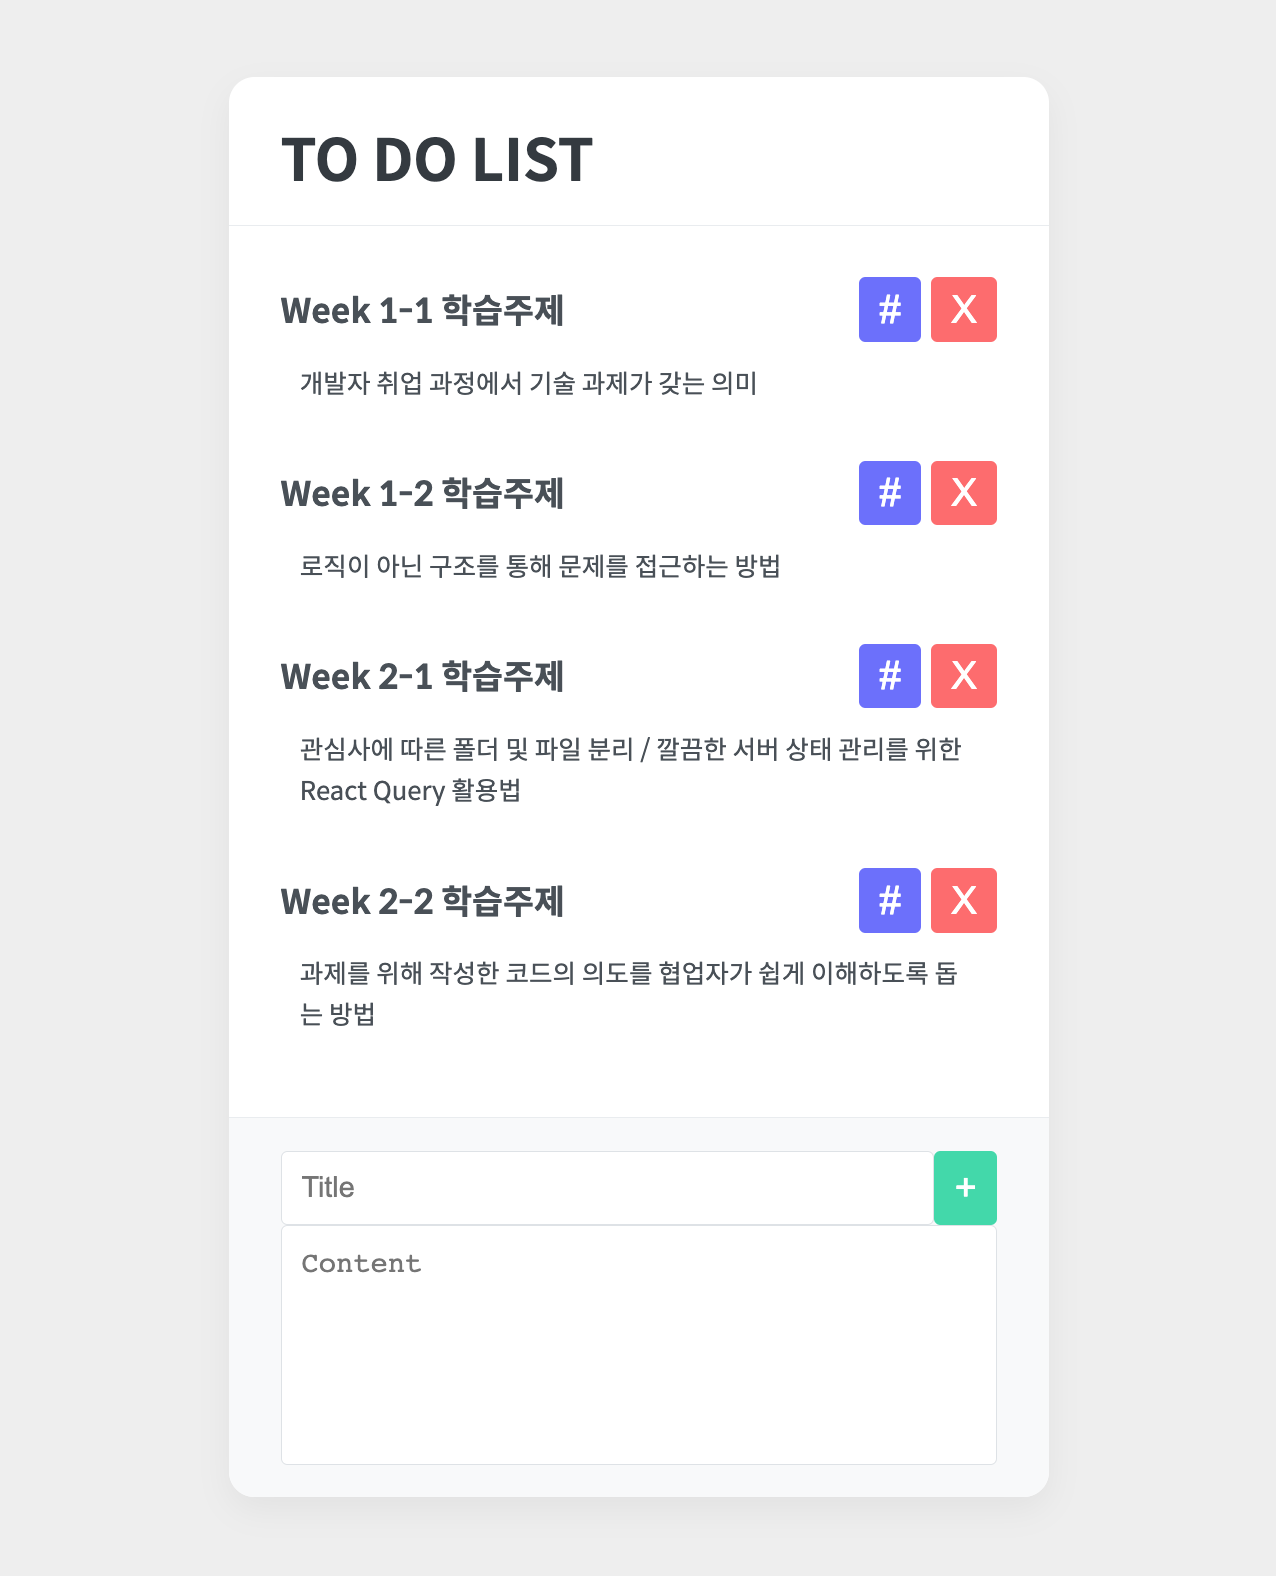 TO DO LIST
Week 1-1 학습주제
# X
개발자 취업 과정에서 기술 과제가 갖는 의미
Week 1-2 학습주제
# X
로직이 아닌 구조를 통해 문제를 접근하는 방법
Week 2-1 학습주제
# X
관심사에 따른 폴더 및 파일 분리 / 깔끔한 서버 상태 관리를 위한
React Query 활용법
Week 2-2 학습주제
# X
과제를 위해 작성한 코드의 의도를 협업자가 쉽게 이해하도록 돕
는 방법
Title
+
Content